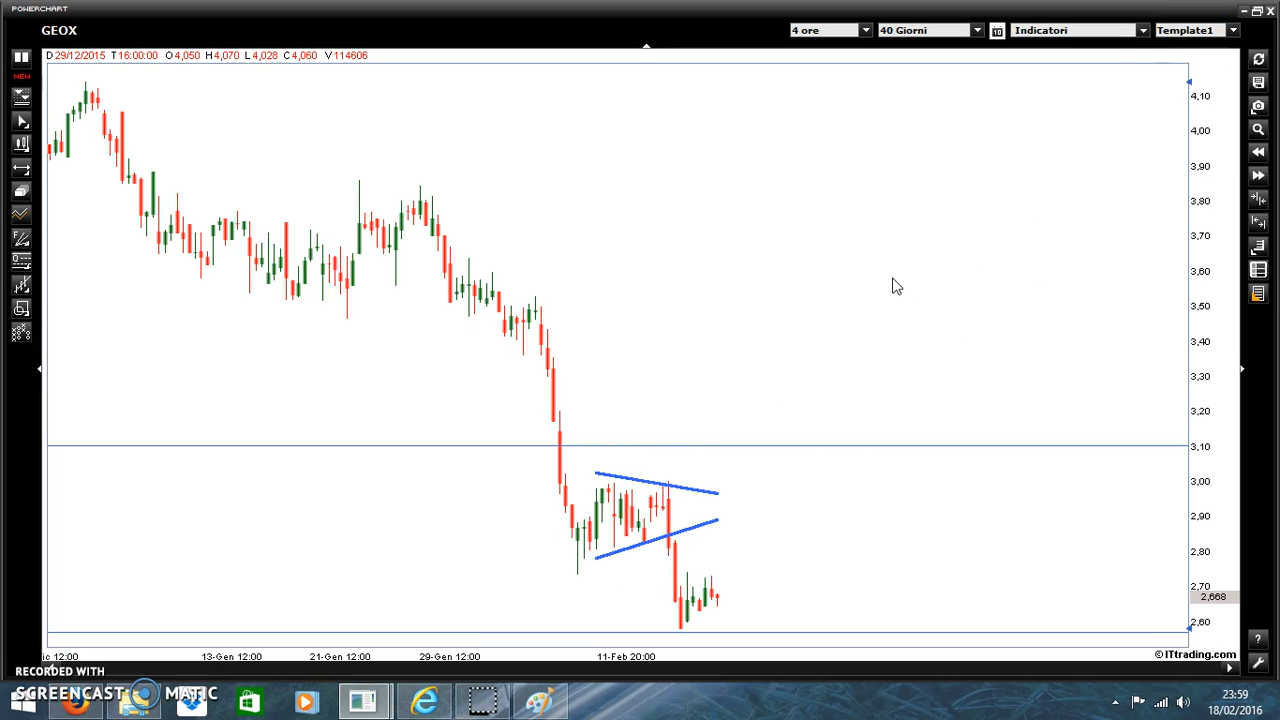 POWERCHART
GEOX
4 ore
40 Giorni
Indicatori
Template1
D 29/12/2015 T 16:00:00 O 4,050 H 4,070 L 4,028 C 4,060 V 114606
NEW
4,10
4,00
3,90
3,80
3,70
3,60
3,50
3,40
3,30
3,20
3,10
3,00
2,90
2,80
2,70
2,668
2,60
ic 12:00
13-Gen 12:00
21-Gen 12:00
29-Gen 12:00
11-Feb 20:00
© ITtrading.com
RECORDED WITH
SCREENCAST MATIC
23:59
18/02/2016